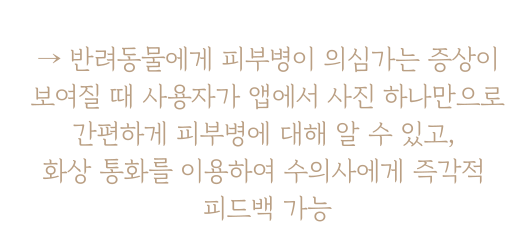 → 반려동물에게 피부병이 의심가는 증상이
보여질 때 사용자가 앱에서 사진 하나만으로
간편하게 피부병에 대해 알 수 있고,
화상 통화를 이용하여 수의사에게 즉각적
피드백 가능